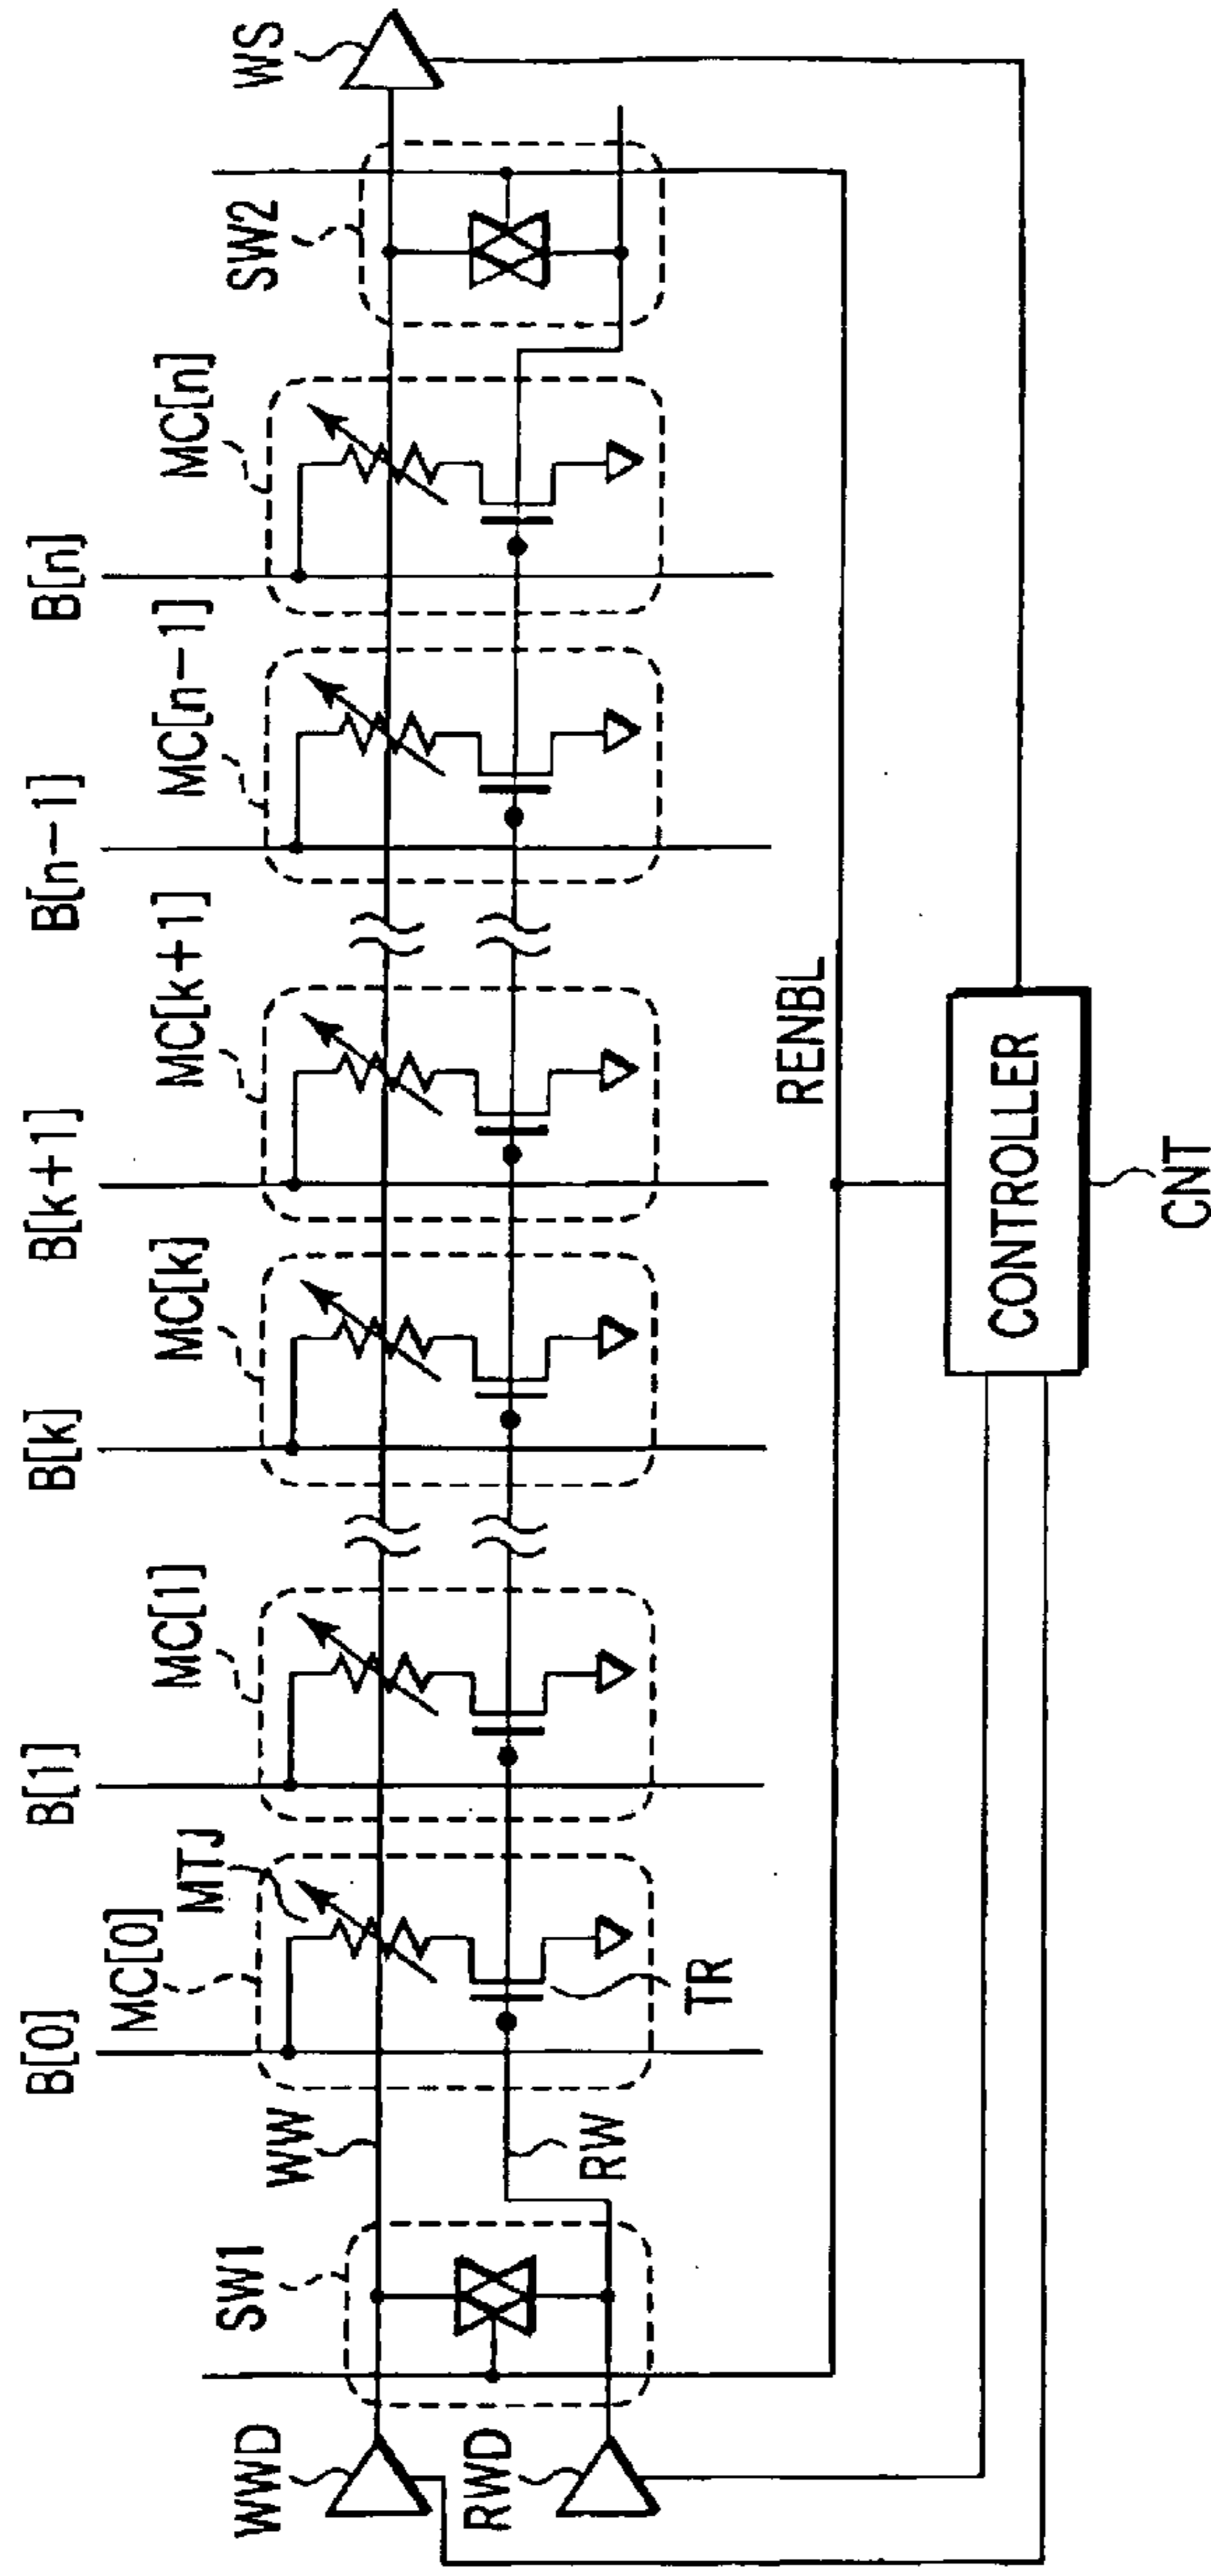 B[0]
B[1]
B[k]
B[k+1]
B[n-1]
B[n]
MC[0]
MTJ
MC[1]
MC[k]
MC[k+1]
MC[n-1]
MC[n]
SW1
WW
SW2
WS
WWD
RWD
RW
TR
RENBL
CONTROLLER
CNT